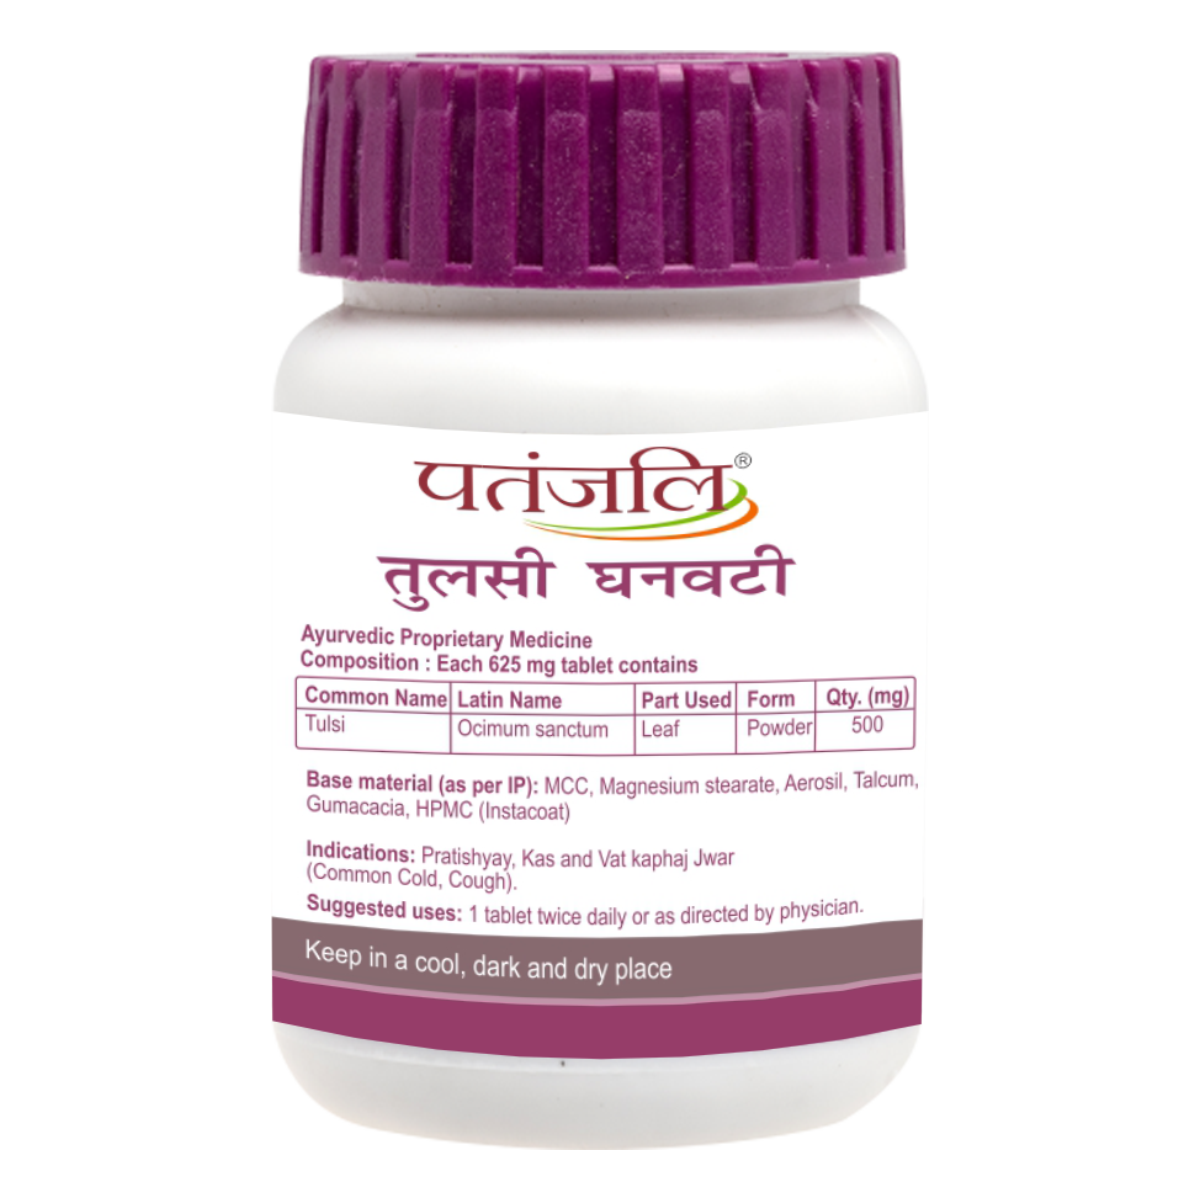 पतंजलि®
तुलसी घनवटी
Ayurvedic Proprietary Medicine
Composition : Each 625 mg tablet contains
Common Name Latin Name Part Used Form Qty. (mg)
Tulsi Ocimum sanctum Leaf Powder 500
Base material (as per IP): MCC, Magnesium stearate, Aerosil, Talcum,
Gumacacia, HPMC (Instacoat)
Indications: Pratishyay, Kas and Vat kaphaj Jwar
(Common Cold, Cough).
Suggested uses: 1 tablet twice daily or as directed by physician.
Keep in a cool, dark and dry place